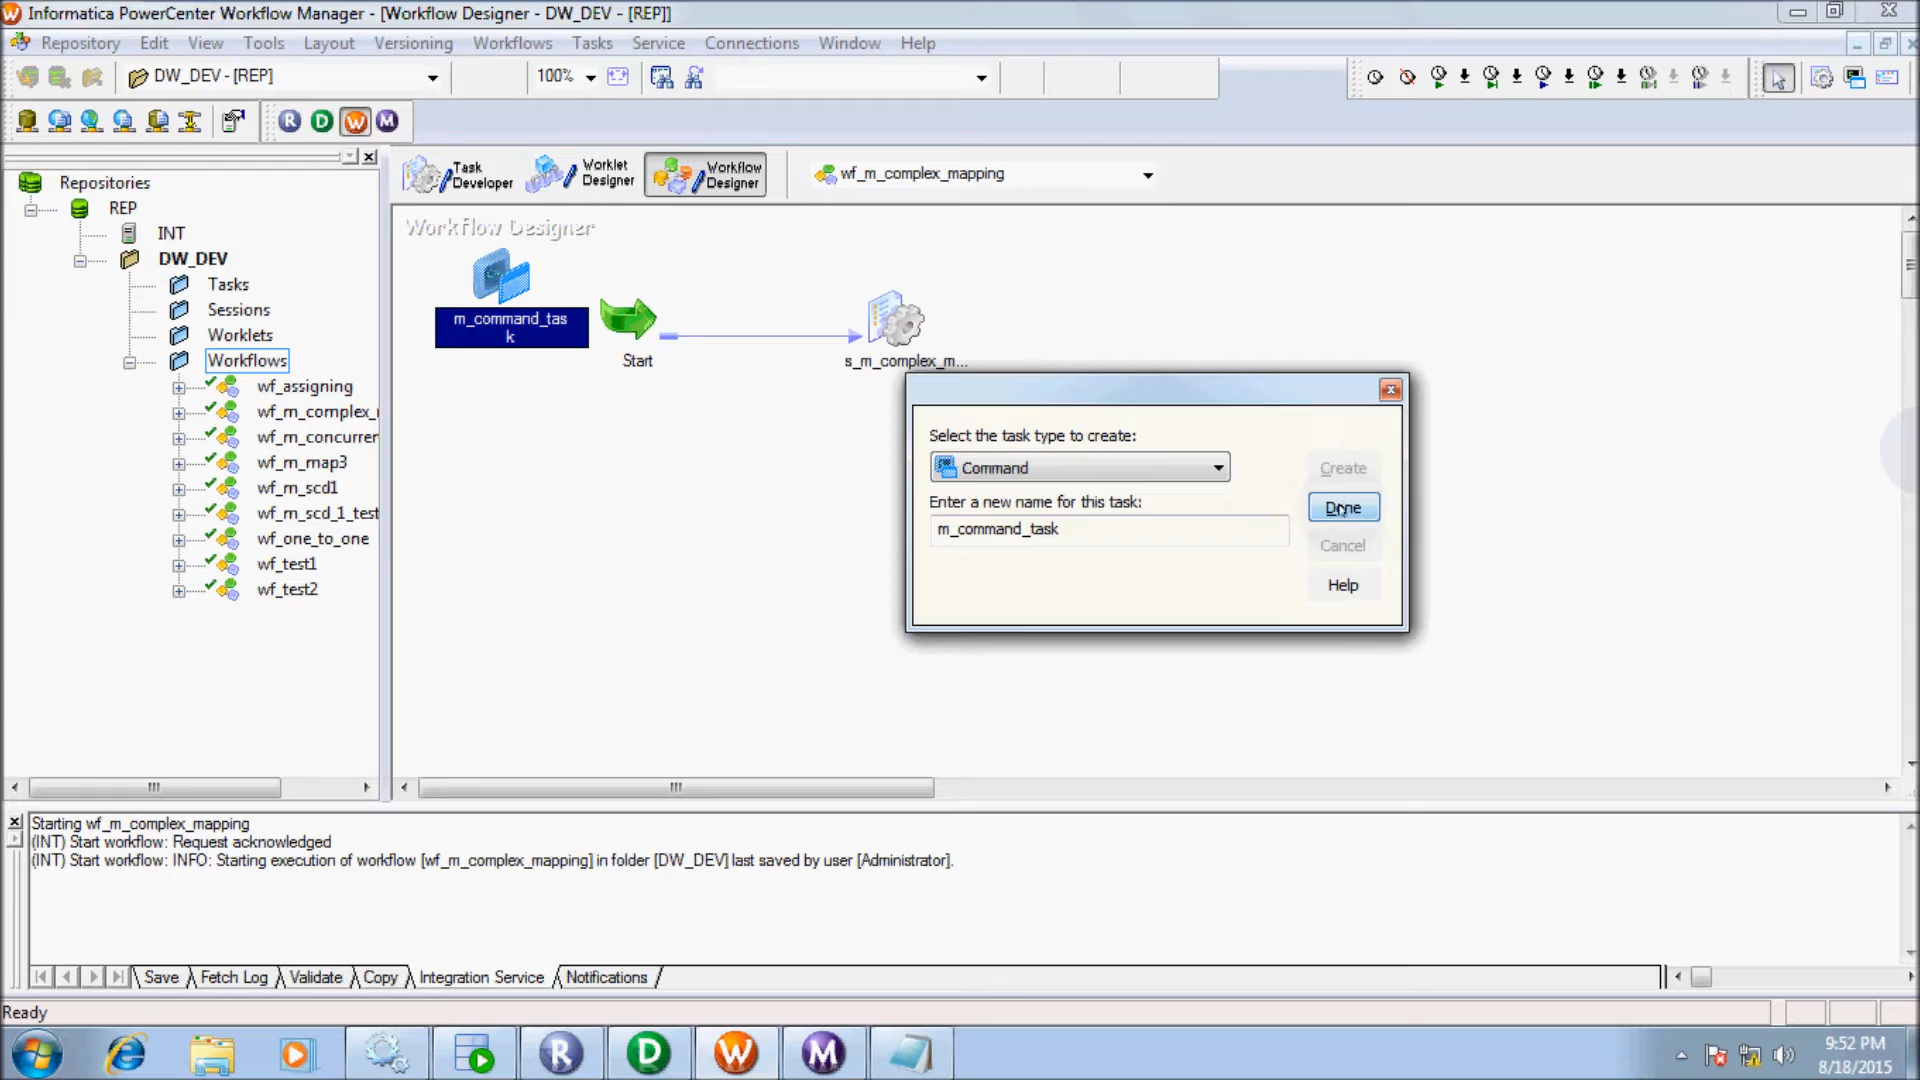 Informatica PowerCenter Workflow Manager - [Workflow Designer - DW_DEV - [REP]]
Repository Edit View Tools Layout Versioning Workflows Tasks Service Connections Window Help
DW_DEV - [REP]
100%
R D W M
Task Developer
Worklet Designer
Workflow Designer
wf_m_complex_mapping
Repositories
REP
INT
DW_DEV
Tasks
Sessions
Worklets
Workflows
wf_assigning
wf_m_complex_
wf_m_concurren
wf_m_map3
wf_m_scd1
wf_m_scd_1_test
wf_one_to_one
wf_test1
wf_test2
Workflow Designer
m_command_tas
k
Start
s_m_complex_m...
Select the task type to create:
Command
Create
Enter a new name for this task:
Done
m_command_task
Cancel
Help
Starting wf_m_complex_mapping
(INT) Start workflow: Request acknowledged
(INT) Start workflow: INFO: Starting execution of workflow [wf_m_complex_mapping] in folder [DW_DEV] last saved by user [Administrator].
Save Fetch Log Validate Copy Integration Service Notifications
Ready
R D W M
9:52 PM
8/18/2015